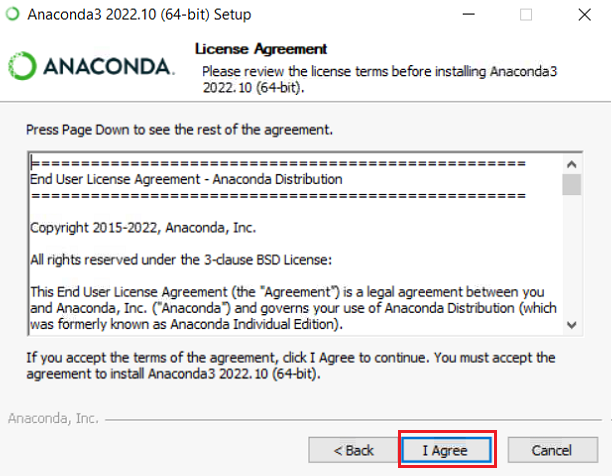 Anaconda3 2022.10 (64-bit) Setup
License Agreement
ANACONDA.
Please review the license terms before installing Anaconda3
2022.10 (64-bit).
Press Page Down to see the rest of the agreement.
====================================================
End User License Agreement - Anaconda Distribution
====================================================
Copyright 2015-2022, Anaconda, Inc.
All rights reserved under the 3-clause BSD License:
This End User License Agreement (the "Agreement") is a legal agreement between you
and Anaconda, Inc. ("Anaconda") and governs your use of Anaconda Distribution (which
was formerly known as Anaconda Individual Edition).
If you accept the terms of the agreement, click I Agree to continue. You must accept the
agreement to install Anaconda3 2022.10 (64-bit).
Anaconda, Inc.
< Back
I Agree
Cancel